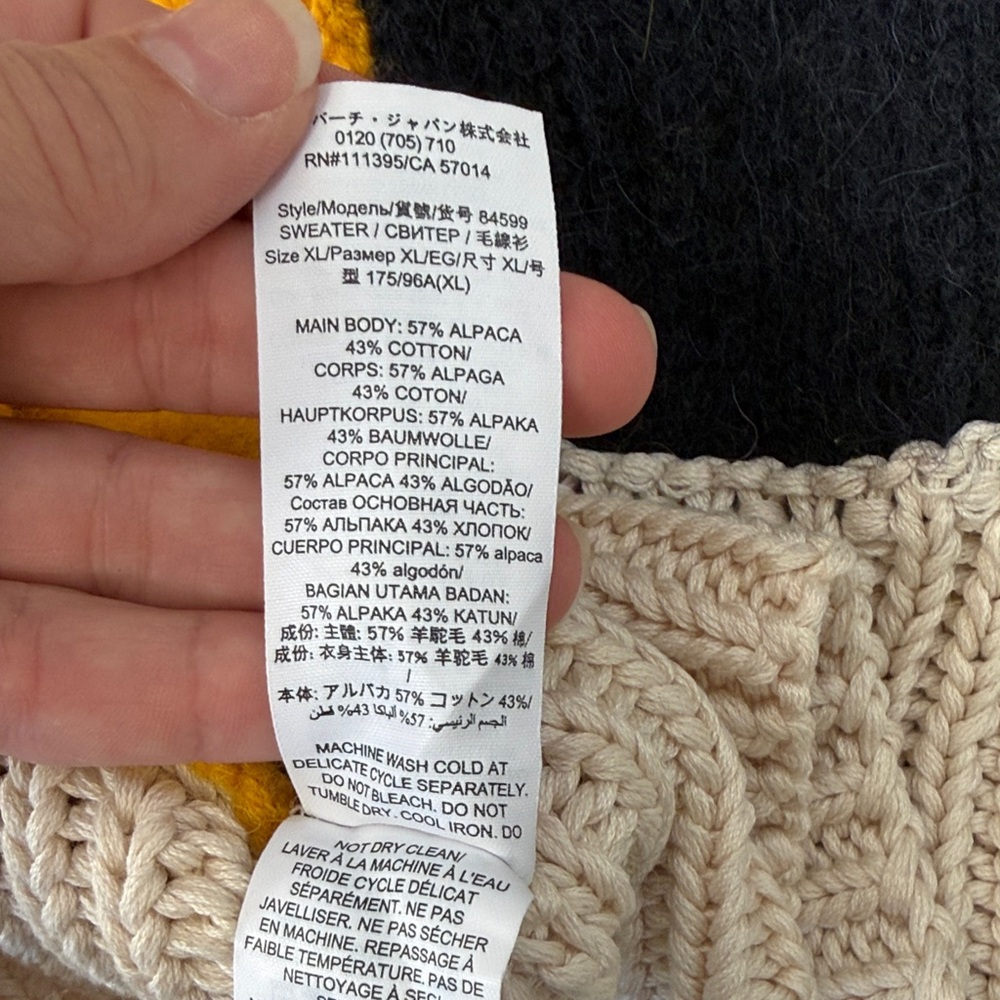 バーチ・ジャパン株式会社
0120 (705) 710
RN#111395/CA 57014
Style/Модель/貨號/货号 84599
SWEATER / СВИТЕР / 毛線衫
Size XL/Размер XL/EG/尺寸 XL/号
型 175/96A(XL)
MAIN BODY: 57% ALPACA
43% COTTON/
CORPS: 57% ALPAGA
43% COTON/
HAUPTKORPUS: 57% ALPAKA
43% BAUMWOLLE/
CORPO PRINCIPAL:
57% ALPACA 43% ALGODÃO/
Состав ОСНОВНАЯ ЧАСТЬ:
57% АЛЬПАКА 43% ХЛОПОК/
CUERPO PRINCIPAL: 57% alpaca
43% algodón/
BAGIAN UTAMA BADAN:
57% ALPAKA 43% KATUN/
成份: 主體: 57% 羊駝毛 43% 棉/
成份: 衣身主体: 57% 羊驼毛 43% 棉
/
本体: アルパカ 57% コットン 43%/
الجسم الرئيسي: 57% ألباكا 43% قطن
MACHINE WASH COLD AT
DELICATE CYCLE SEPARATELY.
DO NOT BLEACH. DO NOT
TUMBLE DRY. COOL IRON. DO
NOT DRY CLEAN/
LAVER À LA MACHINE À L'EAU
FROIDE CYCLE DÉLICAT
SÉPARÉMENT. NE PAS
JAVELLISER. NE PAS SÉCHER
EN MACHINE. REPASSAGE À
FAIBLE TEMPÉRATURE. PAS DE
NETTOYAGE À